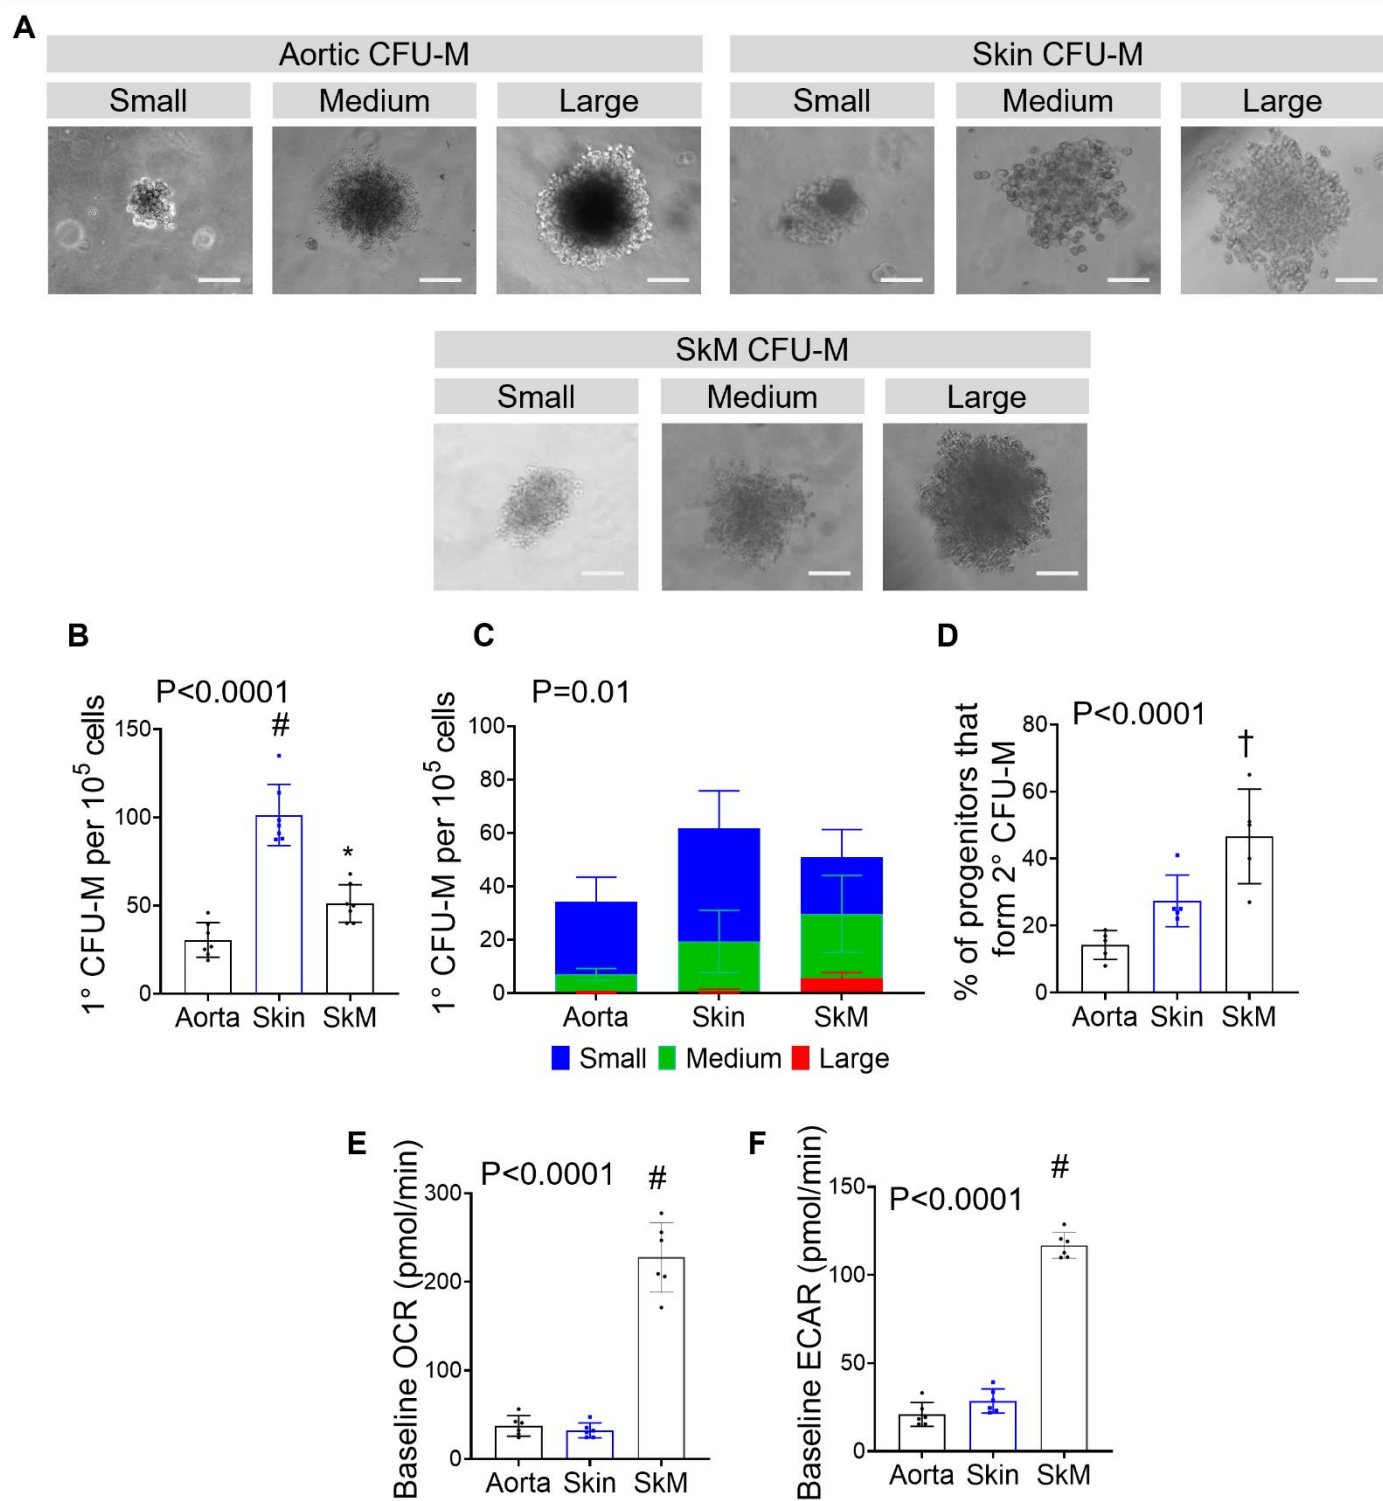 A
Aortic CFU-M
Skin CFU-M
Small
Medium
Large
Small
Medium
Large
SkM CFU-M
Small
Medium
Large
B
P<0.0001
#
*
1° CFU-M per 10⁵ cells
150
100
50
0
Aorta
Skin
SkM
C
P=0.01
1° CFU-M per 10⁵ cells
100
80
60
40
20
0
Aorta
Skin
SkM
Small
Medium
Large
D
P<0.0001
†
% of progenitors that
form 2° CFU-M
80
60
40
20
0
Aorta
Skin
SkM
E
P<0.0001
#
Baseline OCR (pmol/min)
300
200
100
0
Aorta
Skin
SkM
F
P<0.0001
#
Baseline ECAR (pmol/min)
150
100
50
0
Aorta
Skin
SkM